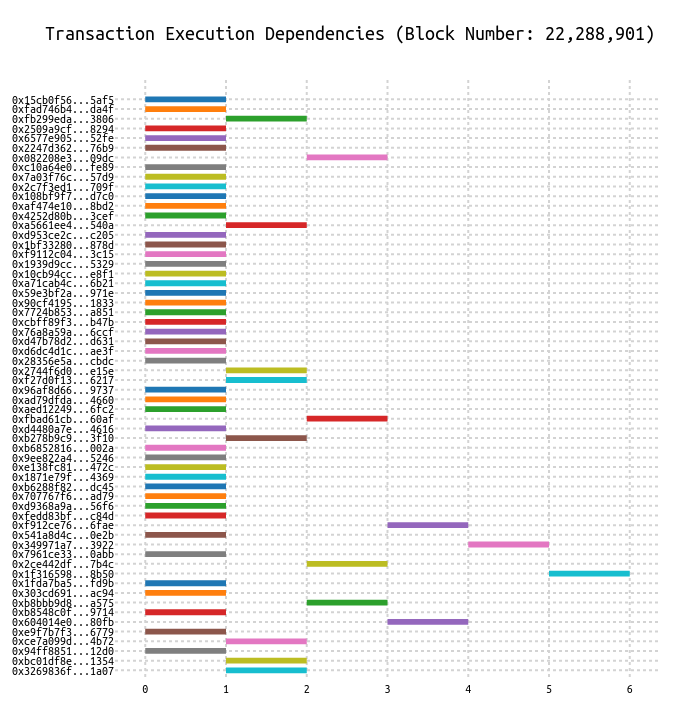 Transaction Execution Dependencies (Block Number: 22,288,901)
0x15cb0f56...5af5
0xfad746b4...da4f
0xfb299eda...3806
0x2509a9cf...8294
0x6577e905...52fe
0x2247d362...76b9
0x082208e3...09dc
0xc10a64e0...fe89
0x7a03f76c...57d9
0x2c7f3ed1...709f
0x108bf9f7...d7c0
0xaf474e10...8bd2
0x4252d80b...3cef
0xa5661ee4...540a
0xd953ce2c...c205
0x1bf33280...878d
0xf9112c04...3c15
0x1939d9cc...5329
0x10cb94cc...e8f1
0xa71cab4c...6b21
0x59e3bf2a...971e
0x90cf4195...1833
0x7724b853...a851
0xcbff89f3...b47b
0x76a8a59a...6ccf
0xd47b78d2...d631
0xd6dc4d1c...ae3f
0x28356e5a...cbdc
0x2744f6d0...e15e
0xf27d0f13...6217
0x96af8d66...9737
0xad79dfda...4660
0xaed12249...6fc2
0xfbad61cb...60af
0xd4480a7e...4616
0xb278b9c9...3f10
0xb6852816...002a
0x9ee822a4...5246
0xe138fc81...472c
0x1871e79f...4369
0xb6288f82...dc45
0x707767f6...ad79
0xd9368a9a...56f6
0xfedd83bf...c84d
0xf912ce76...6fae
0x541a8d4c...0e2b
0x349971a7...3922
0x7961ce33...0abb
0x2ce442df...7b4c
0x1f316598...8b50
0x1fda7ba5...fd9b
0x303cd691...ac94
0xb8bbb9d8...a575
0xb8548c0f...9714
0x604014e0...80fb
0xe9f7b7f3...6779
0xce7a099d...4b72
0x94ff8851...12d0
0xbc01df8e...1354
0x3269836f...1a07
0 1 2 3 4 5 6